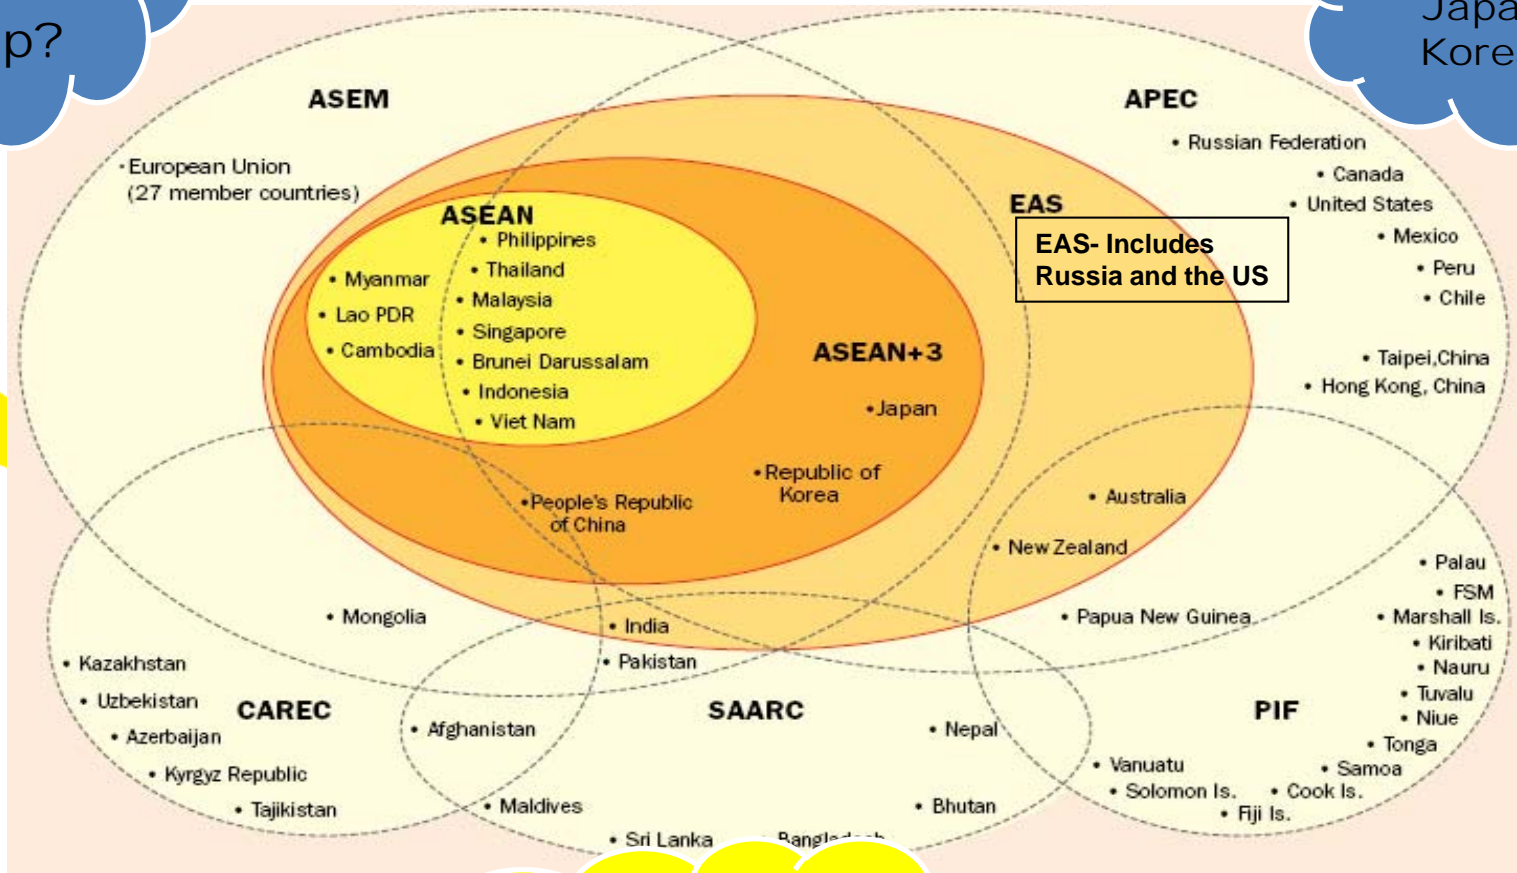 p?
ASEM
European Union
(27 member countries)
APEC
• Russian Federation
• Canada
• United States
• Mexico
• Peru
• Chile
• Taipei,China
• Hong Kong, China
EAS
EAS- Includes
Russia and the US
ASEAN
• Philippines
• Thailand
• Malaysia
• Singapore
• Brunei Darussalam
• Indonesia
• Viet Nam
• Myanmar
• Lao PDR
• Cambodia
ASEAN+3
•Japan
•Republic of
Korea
•People's Republic
of China
• Australia
• New Zealand
• Papua New Guinea
• Mongolia
• India
• Pakistan
• Kazakhstan
• Uzbekistan
CAREC
• Azerbaijan
• Kyrgyz Republic
• Tajikistan
• Afghanistan
SAARC
• Nepal
• Maldives
• Bhutan
• Sri Lanka
Bangladesh
PIF
• Palau
• FSM
• Marshall Is.
• Kiribati
• Nauru
• Tuvalu
• Niue
• Tonga
• Samoa
• Cook Is.
• Vanuatu
• Solomon Is.
• Fiji Is.